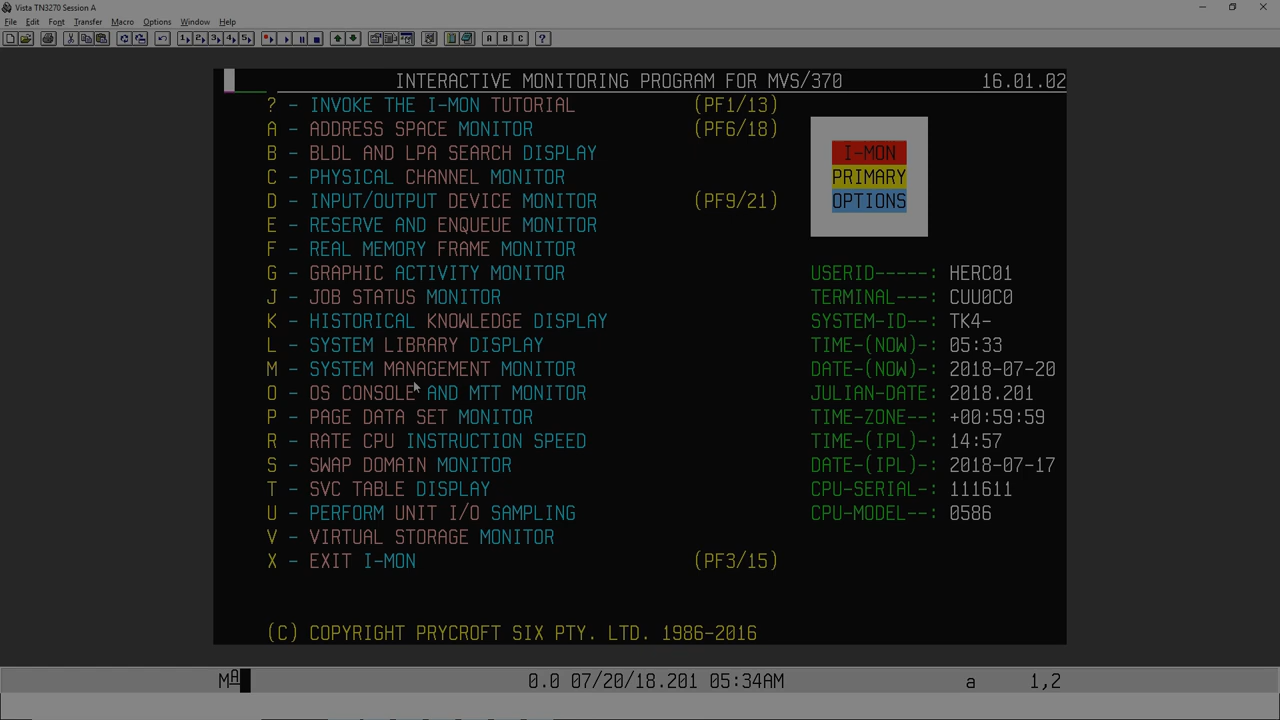 Vista TN3270 Session A
File Edit Font Transfer Macro Options Window Help
1 2 3 4 5 A B C ?
INTERACTIVE MONITORING PROGRAM FOR MVS/370 16.01.02
? - INVOKE THE I-MON TUTORIAL (PF1/13)
A - ADDRESS SPACE MONITOR (PF6/18)
B - BLDL AND LPA SEARCH DISPLAY I-MON
C - PHYSICAL CHANNEL MONITOR PRIMARY
D - INPUT/OUTPUT DEVICE MONITOR (PF9/21) OPTIONS
E - RESERVE AND ENQUEUE MONITOR
F - REAL MEMORY FRAME MONITOR
G - GRAPHIC ACTIVITY MONITOR USERID-----: HERC01
J - JOB STATUS MONITOR TERMINAL---: CUU0C0
K - HISTORICAL KNOWLEDGE DISPLAY SYSTEM-ID--: TK4-
L - SYSTEM LIBRARY DISPLAY TIME-(NOW)-: 05:33
M - SYSTEM MANAGEMENT MONITOR DATE-(NOW)-: 2018-07-20
O - OS CONSOLE AND MTT MONITOR JULIAN-DATE: 2018.201
P - PAGE DATA SET MONITOR TIME-ZONE--: +00:59:59
R - RATE CPU INSTRUCTION SPEED TIME-(IPL)-: 14:57
S - SWAP DOMAIN MONITOR DATE-(IPL)-: 2018-07-17
T - SVC TABLE DISPLAY CPU-SERIAL-: 111611
U - PERFORM UNIT I/O SAMPLING CPU-MODEL--: 0586
V - VIRTUAL STORAGE MONITOR
X - EXIT I-MON (PF3/15)
(C) COPYRIGHT PRYCROFT SIX PTY. LTD. 1986-2016
MA 0.0 07/20/18.201 05:34AM a 1,2